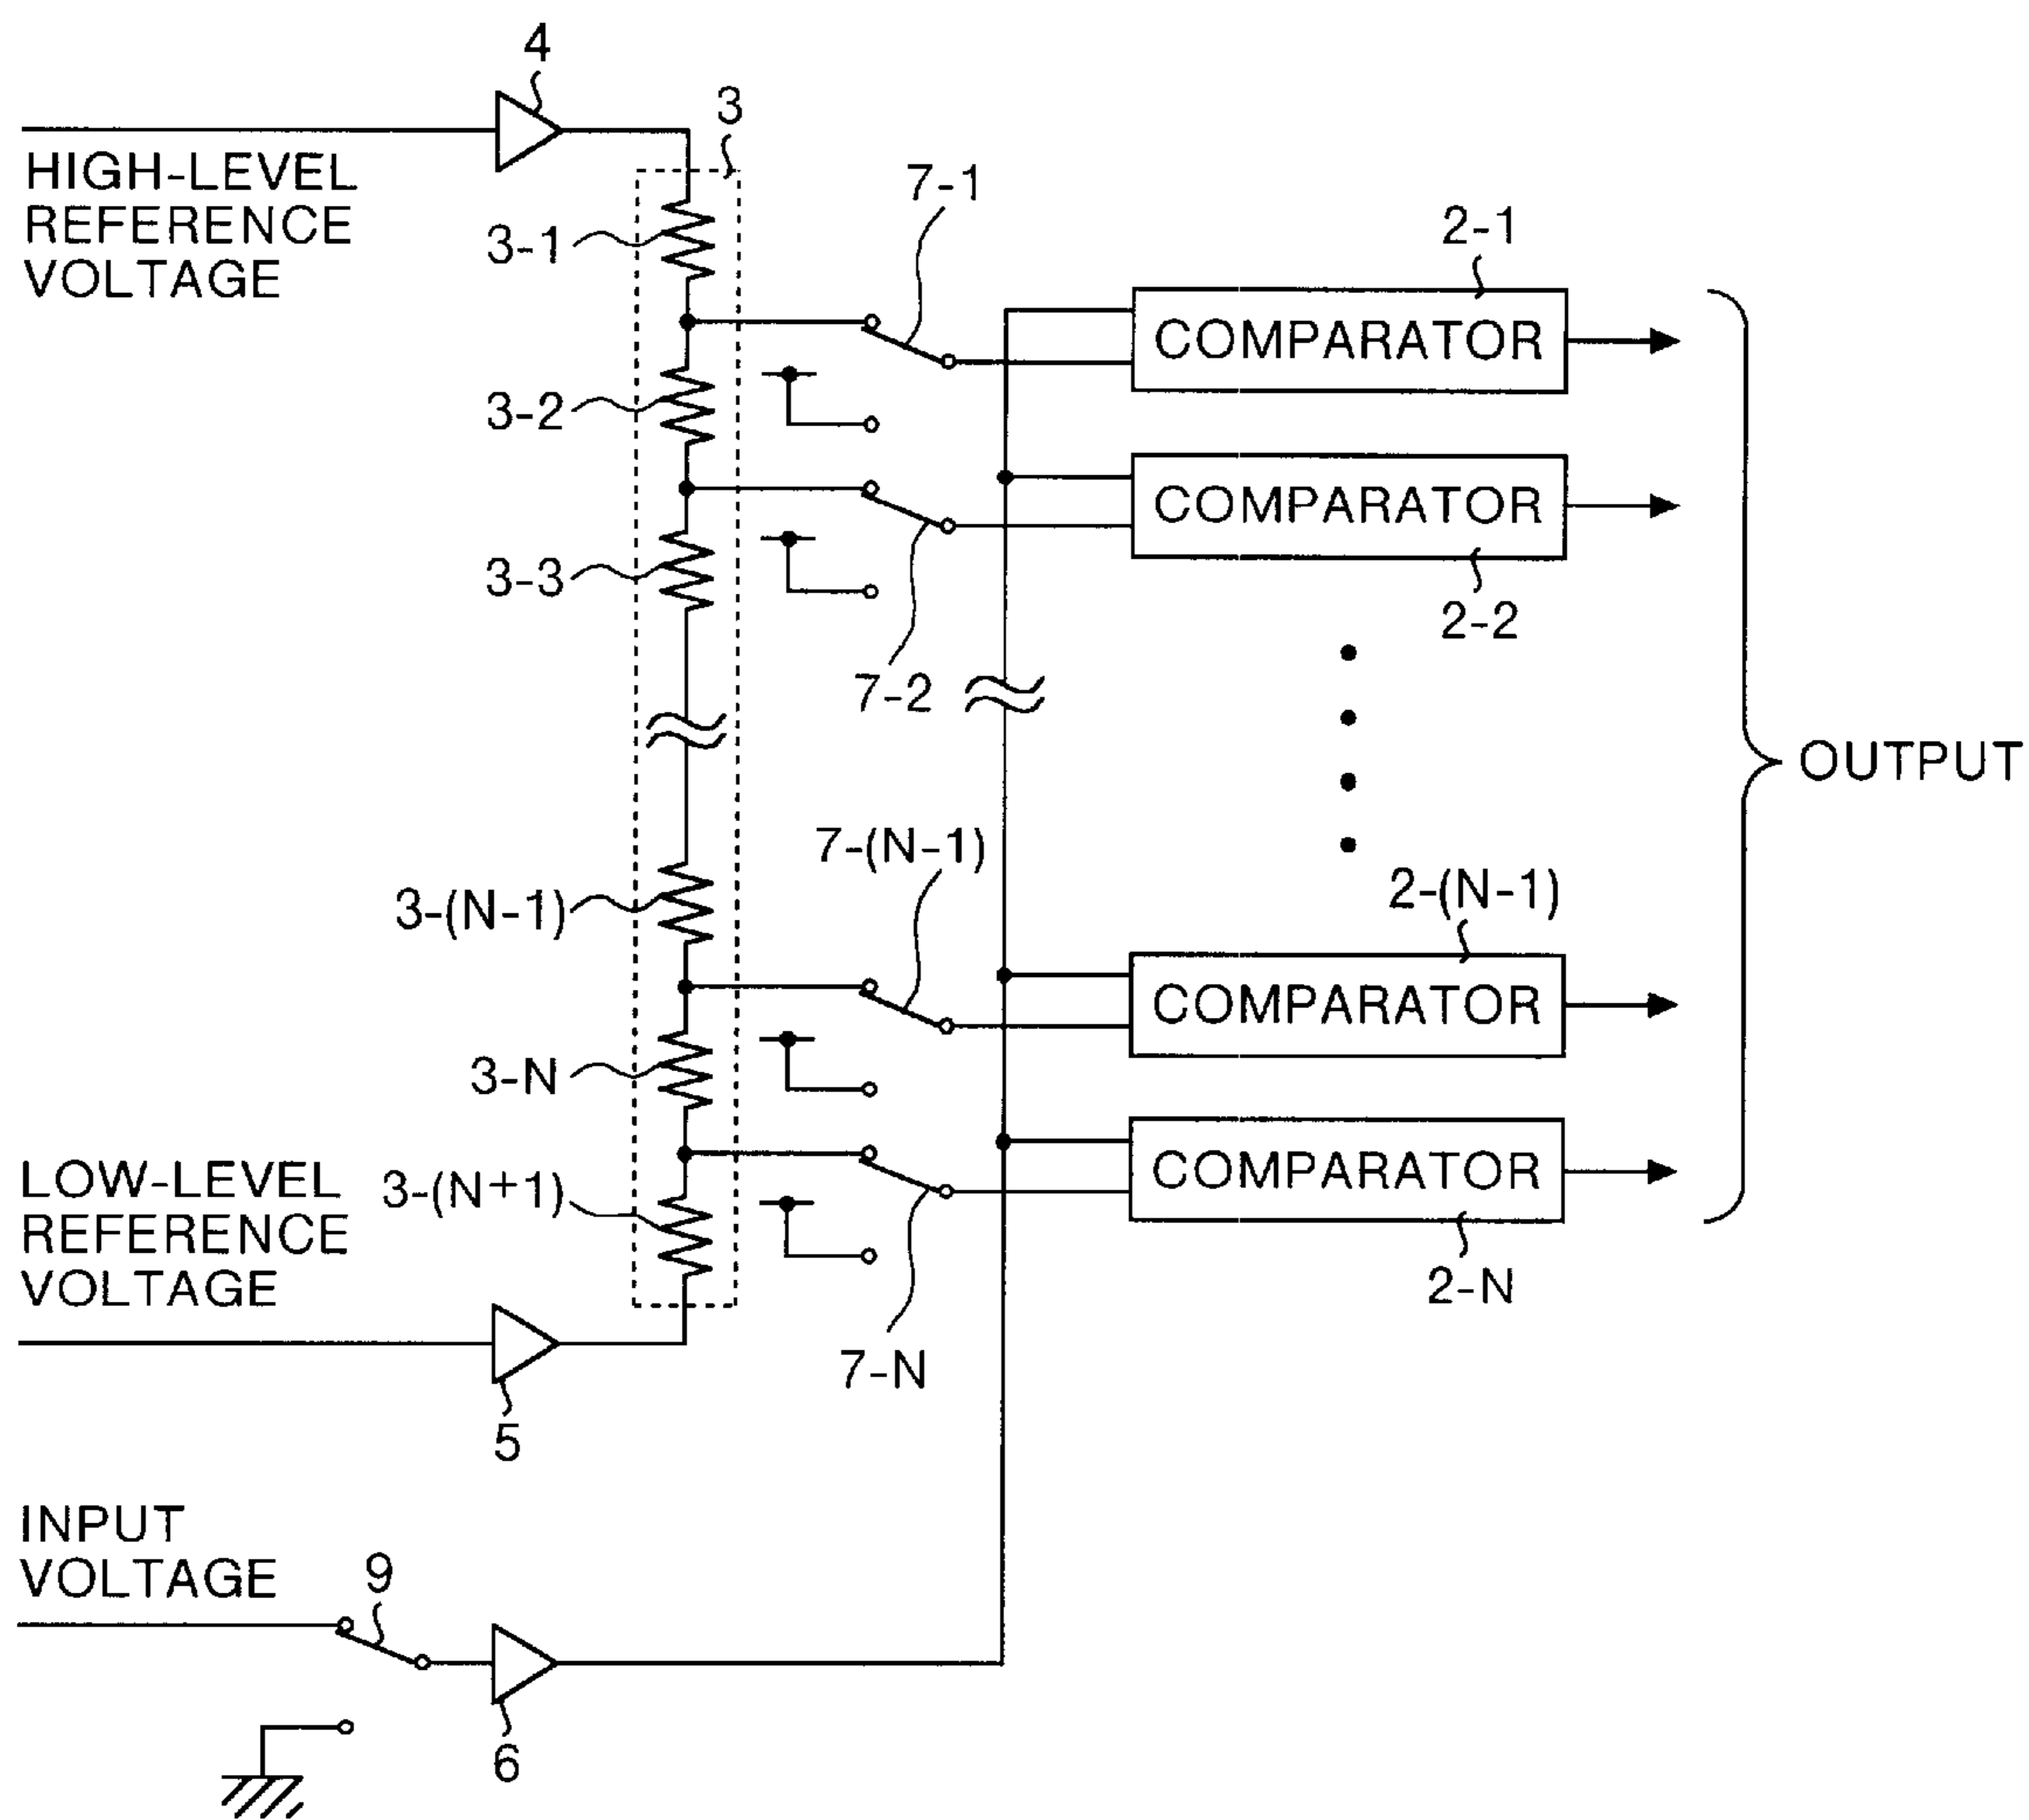 4
3
HIGH-LEVEL
REFERENCE
VOLTAGE
3-1
7-1
2-1
COMPARATOR
3-2
COMPARATOR
3-3
2-2
7-2
OUTPUT
7-(N-1)
2-(N-1)
3-(N-1)
COMPARATOR
3-N
COMPARATOR
LOW-LEVEL
REFERENCE
VOLTAGE
3-(N+1)
2-N
7-N
5
INPUT
VOLTAGE
9
6